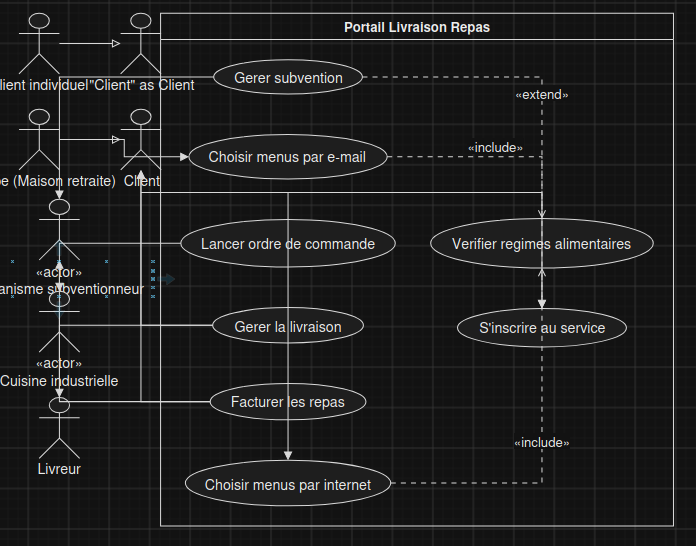 Portail Livraison Repas
lient individuel "Client" as Client
Gerer subvention
«extend»
«include»
Choisir menus par e-mail
e (Maison retraite) Client
Lancer ordre de commande
Verifier regimes alimentaires
«actor»
anisme suboventionneur
Gerer la livraison
S'inscrire au service
«actor»
Cuisine industrielle
Facturer les repas
«include»
Livreur
Choisir menus par internet